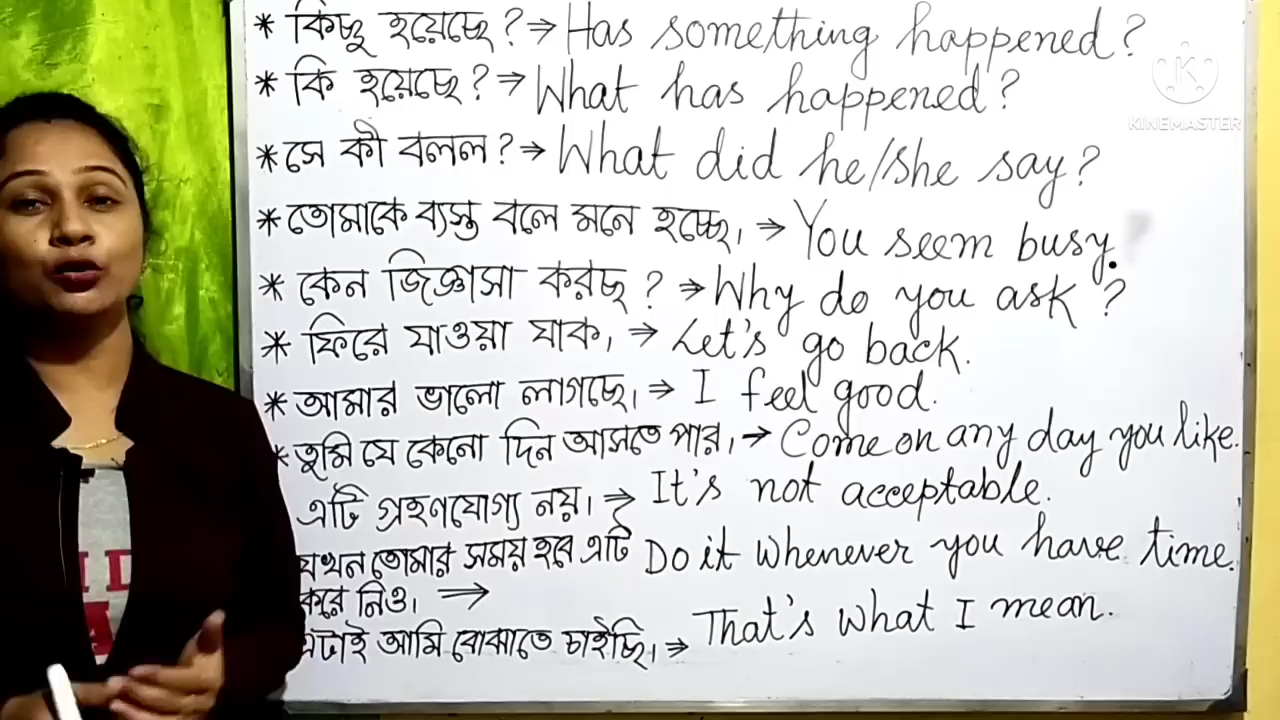 * কিছু হয়েছে? ⇒ Has something happened?
* কি হয়েছে? ⇒ What has happened?
* সে কী বলল? ⇒ What did he/she say?
* তোমাকে ব্যস্ত বলে মনে হচ্ছে। ⇒ You seem busy.
* কেন জিজ্ঞাসা করছ? ⇒ Why do you ask?
* ফিরে যাওয়া যাক। ⇒ Let's go back.
* আমার ভালো লাগছে। ⇒ I feel good.
* তুমি যে কেনো দিন আসতে পার। → Come on any day you like.
এটি গ্রহণযোগ্য নয়। ⇒ It's not acceptable.
যখন তোমার সময় হবে এটি Do it whenever you have time.
করে নিও। ⇒
এটাই আমি বোঝাতে চাইছি। ⇒ That's what I mean.
K
KINEMASTER